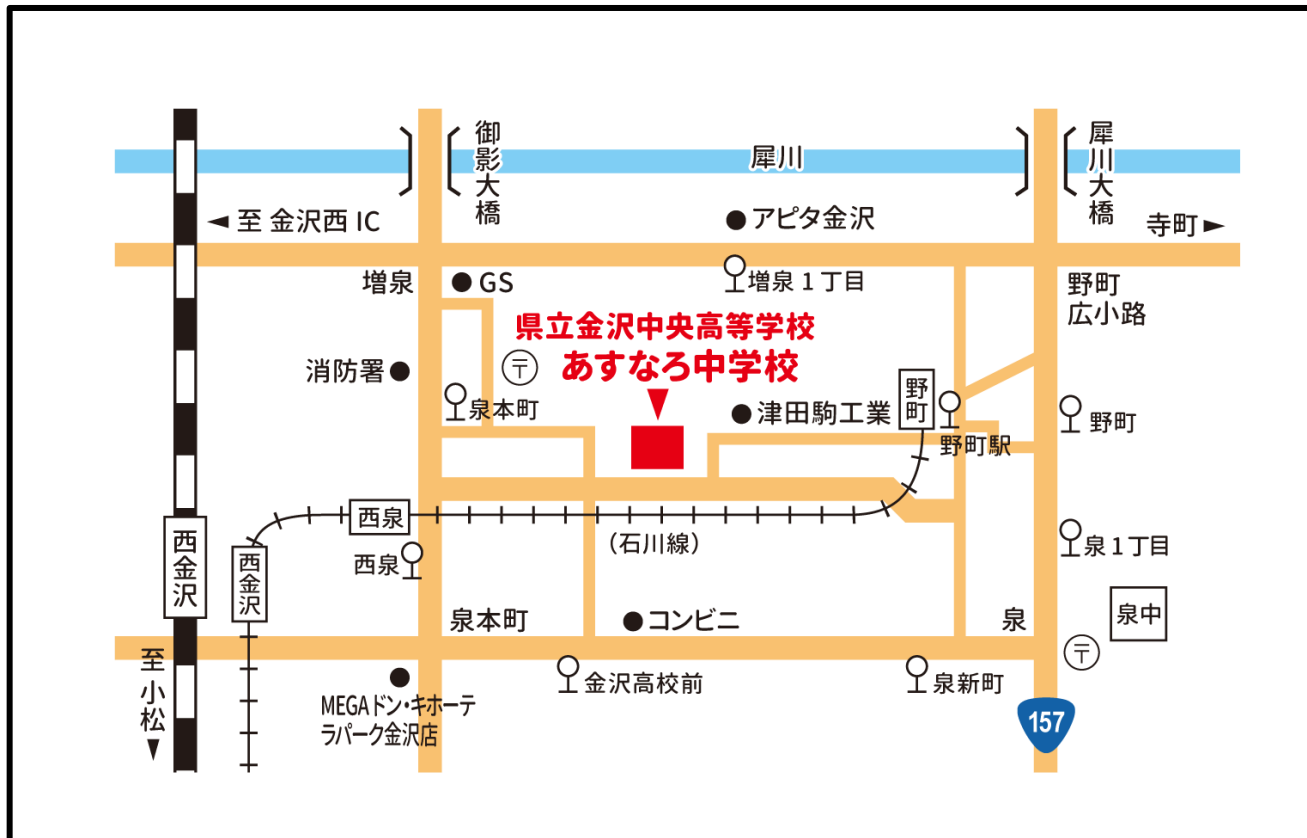 御影大橋
犀川
犀川大橋
◄ 至 金沢西 IC
●アピタ金沢
寺町►
増泉
●GS
増泉 1 丁目
野町
広小路
県立金沢中央高等学校
あすなろ中学校
消防署●
〒
泉本町
●津田駒工業
野町
野町駅
野町
西泉
(石川線)
西泉
泉 1 丁目
西金沢
西金沢
泉本町
●コンビニ
泉
泉中
〒
至 小松
金沢高校前
泉新町
MEGAドン・キホーテ
ラパーク金沢店
157